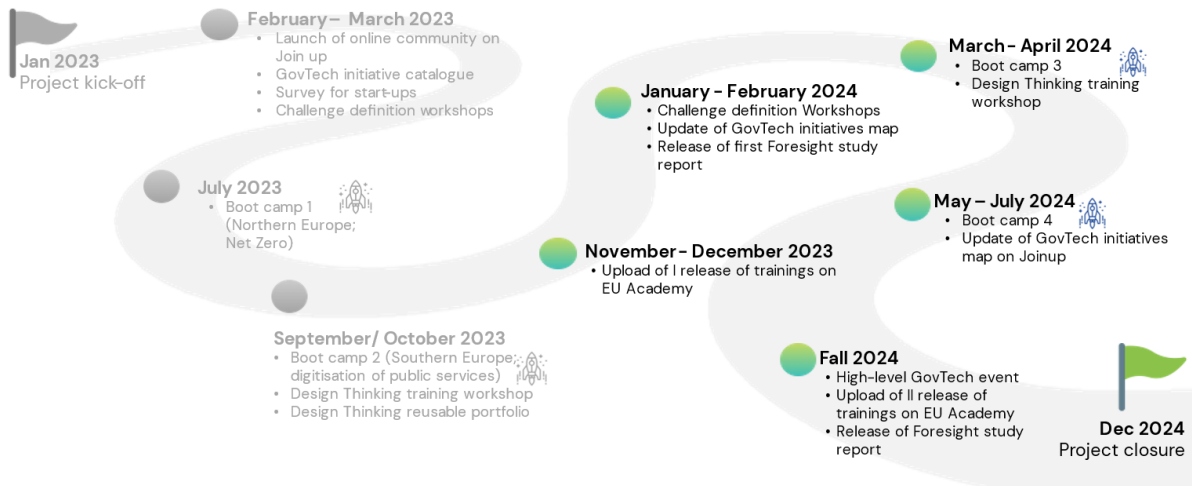 Jan 2023
Project kick-off
February – March 2023
• Launch of online community on
Join up
• GovTech initiative catalogue
• Survey for start-ups
• Challenge definition workshops
July 2023
• Boot camp 1
(Northern Europe;
Net Zero)
September/ October 2023
• Boot camp 2 (Southern Europe;
digitisation of public services)
• Design Thinking training workshop
• Design Thinking reusable portfolio
November - December 2023
• Upload of I release of trainings on
EU Academy
January - February 2024
• Challenge definition Workshops
• Update of GovTech initiatives map
• Release of first Foresight study
report
March - April 2024
• Boot camp 3
• Design Thinking training
workshop
May – July 2024
• Boot camp 4
• Update of GovTech initiatives
map on Joinup
Fall 2024
• High-level GovTech event
• Upload of II release of
trainings on EU Academy
• Release of Foresight study
report
Dec 2024
Project closure